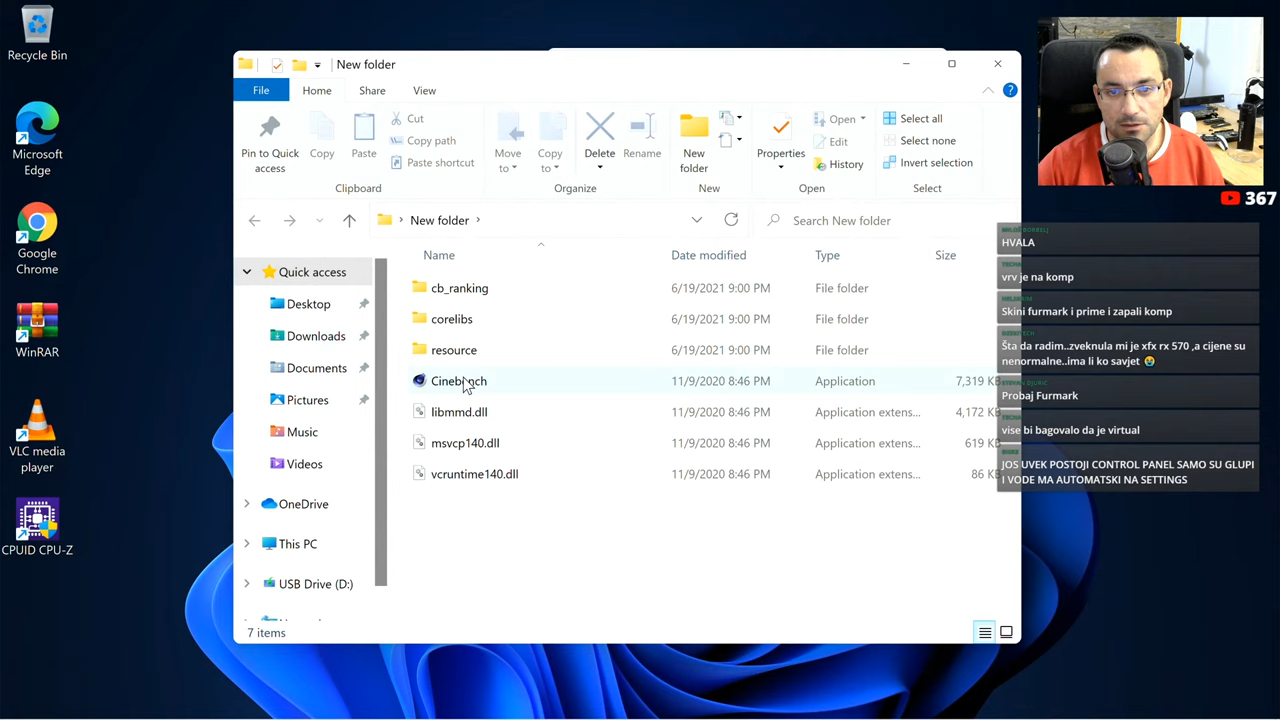 Recycle Bin
Microsoft
Edge
Google
Chrome
WinRAR
VLC media
player
CPUID CPU-Z
New folder
File
Home
Share
View
?
Pin to Quick
access
Copy
Paste
Cut
Copy path
Paste shortcut
Clipboard
Move
to
Copy
to
Delete
Rename
Organize
New
folder
New
Properties
Open
Edit
History
Open
Select all
Select none
Invert selection
Select
New folder
Search New folder
Name
Date modified
Type
Size
Quick access
Desktop
Downloads
Documents
Pictures
Music
Videos
OneDrive
This PC
USB Drive (D:)
cb_ranking 6/19/2021 9:00 PM File folder
corelibs 6/19/2021 9:00 PM File folder
resource 6/19/2021 9:00 PM File folder
Cinebench 11/9/2020 8:46 PM Application 7,319 KB
libmmd.dll 11/9/2020 8:46 PM Application extens... 4,172 KB
msvcp140.dll 11/9/2020 8:46 PM Application extens... 619 KB
vcruntime140.dll 11/9/2020 8:46 PM Application extens... 86 KB
7 items
367
HVALA
vrv je na komp
Skini furmark i prime i zapali komp
Šta da radim..zveknula mi je xfx rx 570 ,a cijene su
nenormalne..ima li ko savjet
Probaj Furmark
vise bi bagovalo da je virtual
JOS UVEK POSTOJI CONTROL PANEL SAMO SU GLUPI
I VODE MA AUTOMATSKI NA SETTINGS